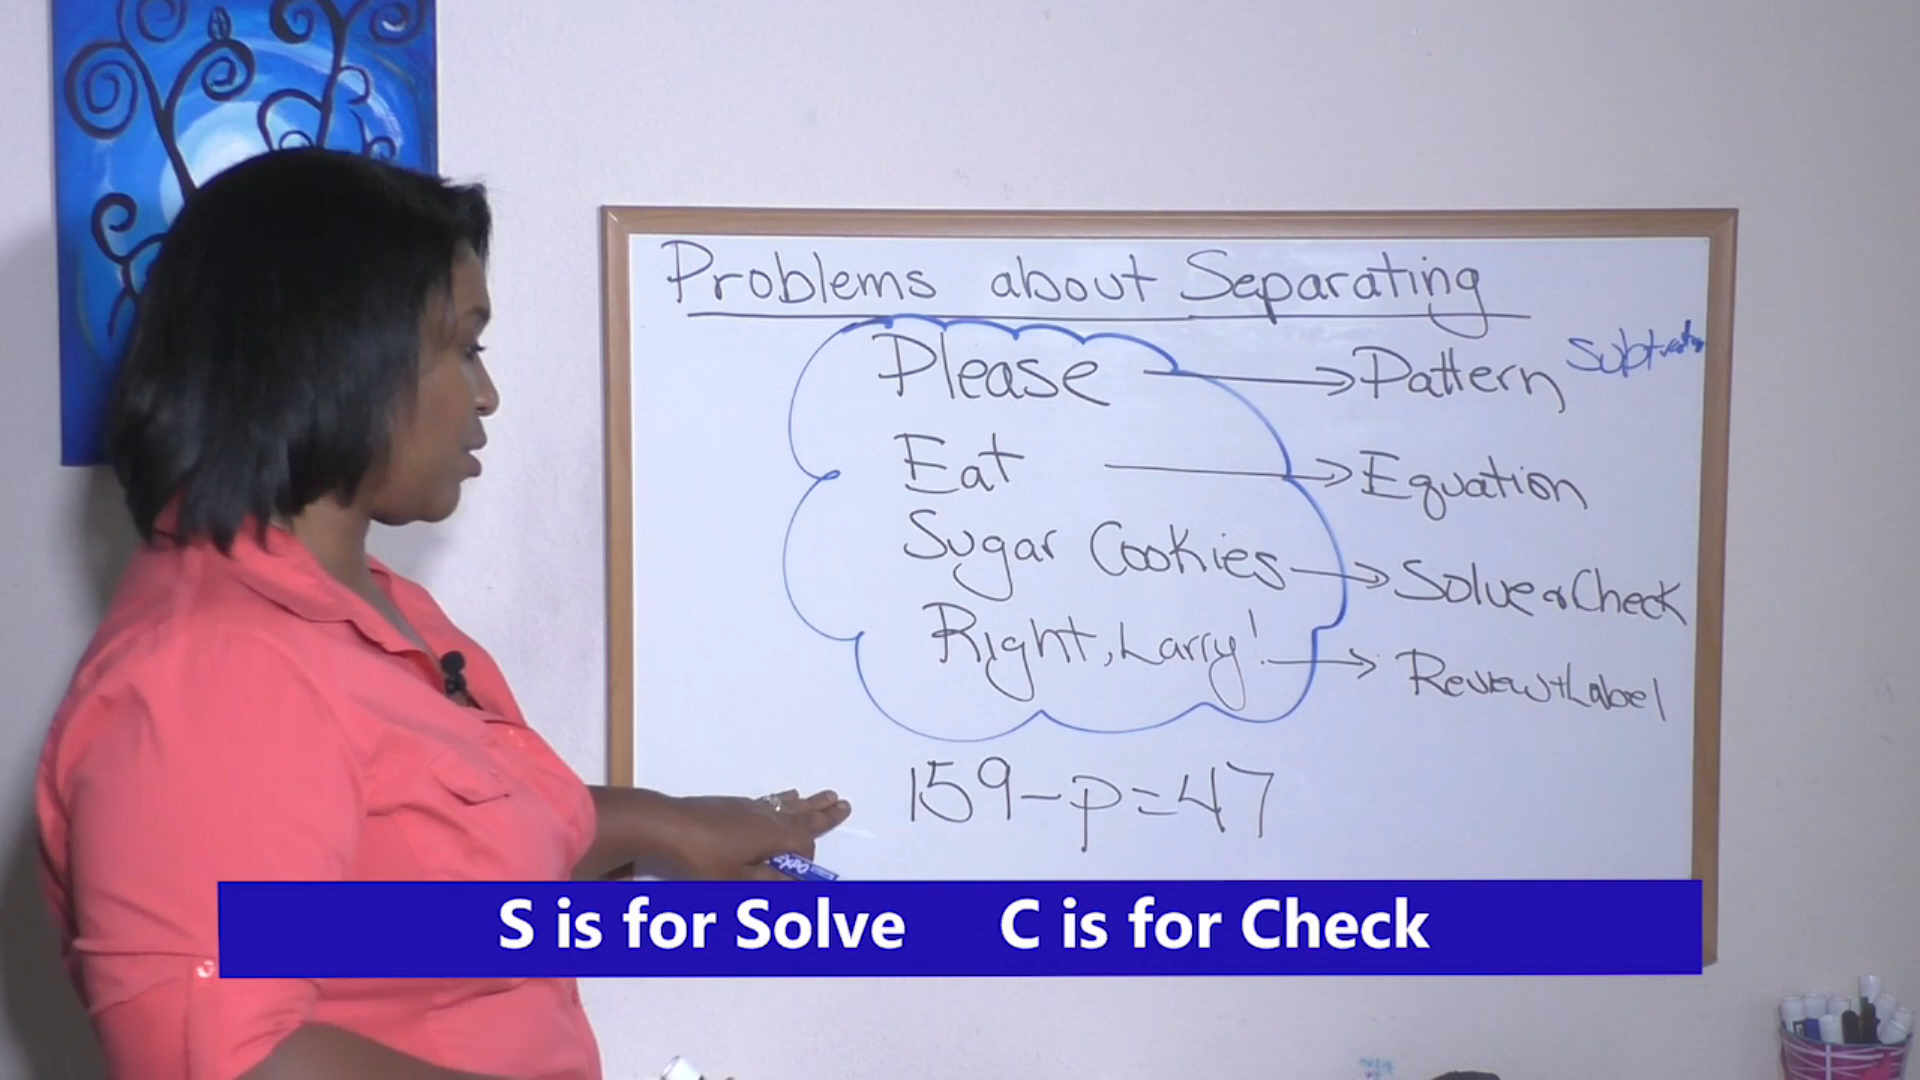 Problems about Separating
Please → Pattern Subtraction
Eat → Equation
Sugar Cookies → Solve & Check
Right, Larry! → Review + Label
159 - p = 47
S is for Solve C is for Check